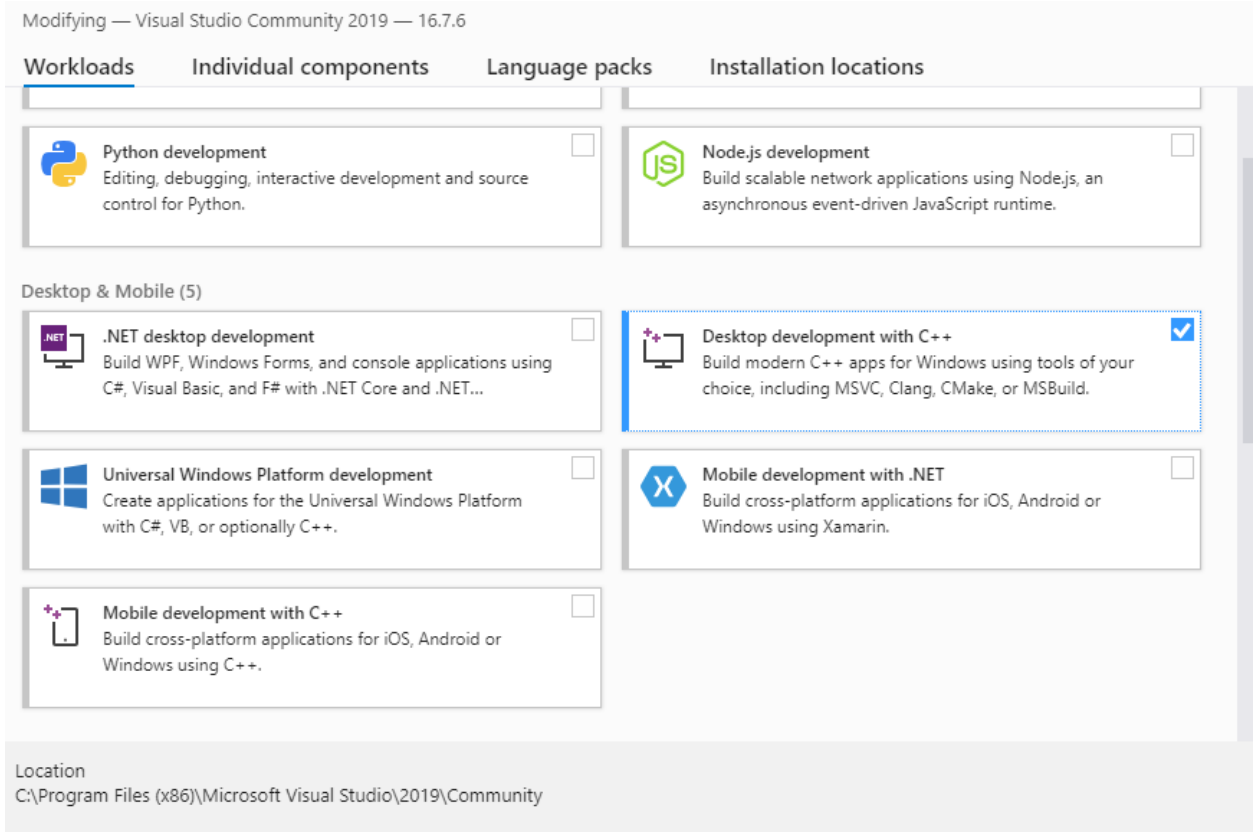 Modifying — Visual Studio Community 2019 — 16.7.6
Workloads Individual components Language packs Installation locations
Python development
Editing, debugging, interactive development and source
control for Python.
JS
Node.js development
Build scalable network applications using Node.js, an
asynchronous event-driven JavaScript runtime.
Desktop & Mobile (5)
.NET
.NET desktop development
Build WPF, Windows Forms, and console applications using
C#, Visual Basic, and F# with .NET Core and .NET...
Desktop development with C++
Build modern C++ apps for Windows using tools of your
choice, including MSVC, Clang, CMake, or MSBuild.
Universal Windows Platform development
Create applications for the Universal Windows Platform
with C#, VB, or optionally C++.
Mobile development with .NET
Build cross-platform applications for iOS, Android or
Windows using Xamarin.
Mobile development with C++
Build cross-platform applications for iOS, Android or
Windows using C++.
Location
C:\Program Files (x86)\Microsoft Visual Studio\2019\Community